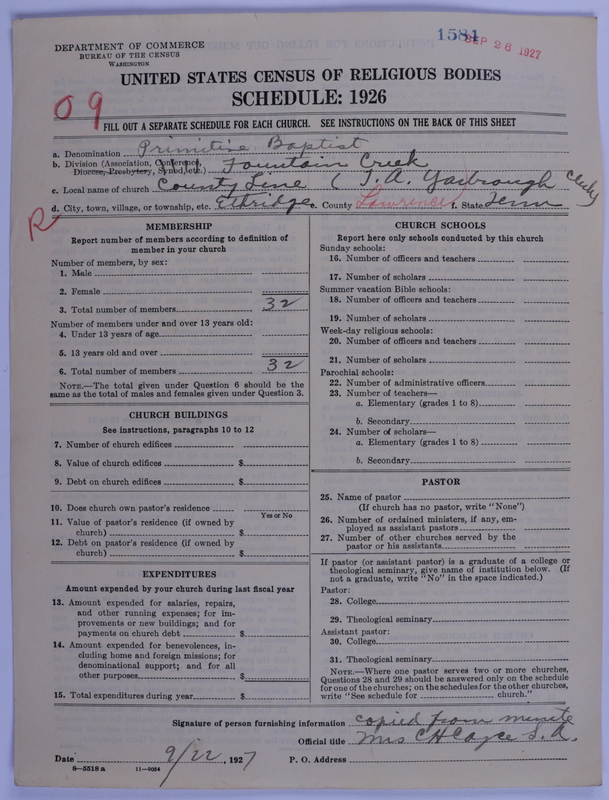 1584 SEP 26 1927
DEPARTMENT OF COMMERCE
BUREAU OF THE CENSUS
WASHINGTON
UNITED STATES CENSUS OF RELIGIOUS BODIES
SCHEDULE: 1926
09
FILL OUT A SEPARATE SCHEDULE FOR EACH CHURCH. SEE INSTRUCTIONS ON THE BACK OF THIS SHEET
a. Denomination Primitive Baptist
b. Division (Association, Conference, Diocese, Presbytery, Synod, etc.) Fountain Creek
c. Local name of church County Line (T. A. Yarbrough
d. City, town, village, or township, etc. Ethridge e. County Lawrence f. State Tenn
R
MEMBERSHIP
Report number of members according to definition of
member in your church
Number of members, by sex:
1. Male
2. Female
3. Total number of members 32
Number of members under and over 13 years old:
4. Under 13 years of age
5. 13 years old and over
6. Total number of members 32
NOTE.—The total given under Question 6 should be the
same as the total of males and females given under Question 3.
CHURCH BUILDINGS
See instructions, paragraphs 10 to 12
7. Number of church edifices
8. Value of church edifices $
9. Debt on church edifices $
10. Does church own pastor's residence
Yes or No
11. Value of pastor's residence (if owned by
church) $
12. Debt on pastor's residence (if owned by
church) $
EXPENDITURES
Amount expended by your church during last fiscal year
13. Amount expended for salaries, repairs,
and other running expenses; for im-
provements or new buildings; and for
payments on church debt $
14. Amount expended for benevolences, in-
cluding home and foreign missions; for
denominational support; and for all
other purposes $
15. Total expenditures during year $
CHURCH SCHOOLS
Report here only schools conducted by this church
Sunday schools:
16. Number of officers and teachers
17. Number of scholars
Summer vacation Bible schools:
18. Number of officers and teachers
19. Number of scholars
Week-day religious schools:
20. Number of officers and teachers
21. Number of scholars
Parochial schools:
22. Number of administrative officers
23. Number of teachers—
a. Elementary (grades 1 to 8)
b. Secondary
24. Number of scholars—
a. Elementary (grades 1 to 8)
b. Secondary
PASTOR
25. Name of pastor
(If church has no pastor, write "None")
26. Number of ordained ministers, if any, em-
ployed as assistant pastors
27. Number of other churches served by the
pastor or his assistants
If pastor (or assistant pastor) is a graduate of a college or
theological seminary, give name of institution below. (If
not a graduate, write "No" in the space indicated.)
Pastor:
28. College
29. Theological seminary
Assistant pastor:
30. College
31. Theological seminary
NOTE.—Where one pastor serves two or more churches,
Questions 28 and 29 should be answered only on the schedule
for one of the churches; on the schedules for the other churches,
write "See schedule for church."
Signature of person furnishing information copied from minute
Official title Mrs C H Cayce S. A.
Date 9/22, 1927 P. O. Address
8—5518 a 11—9054